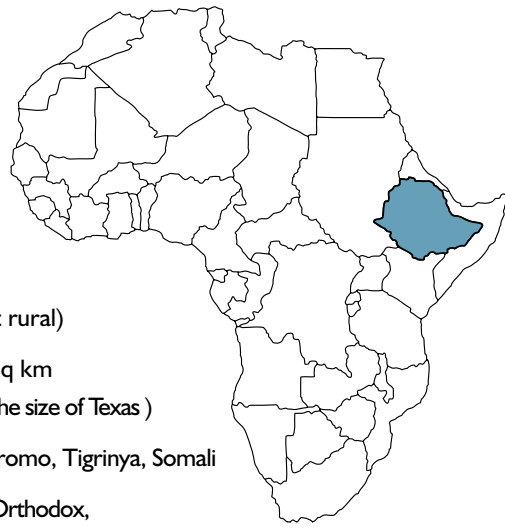 rural)
q km
he size of Texas )
romo, Tigrinya, Somali
Orthodox,